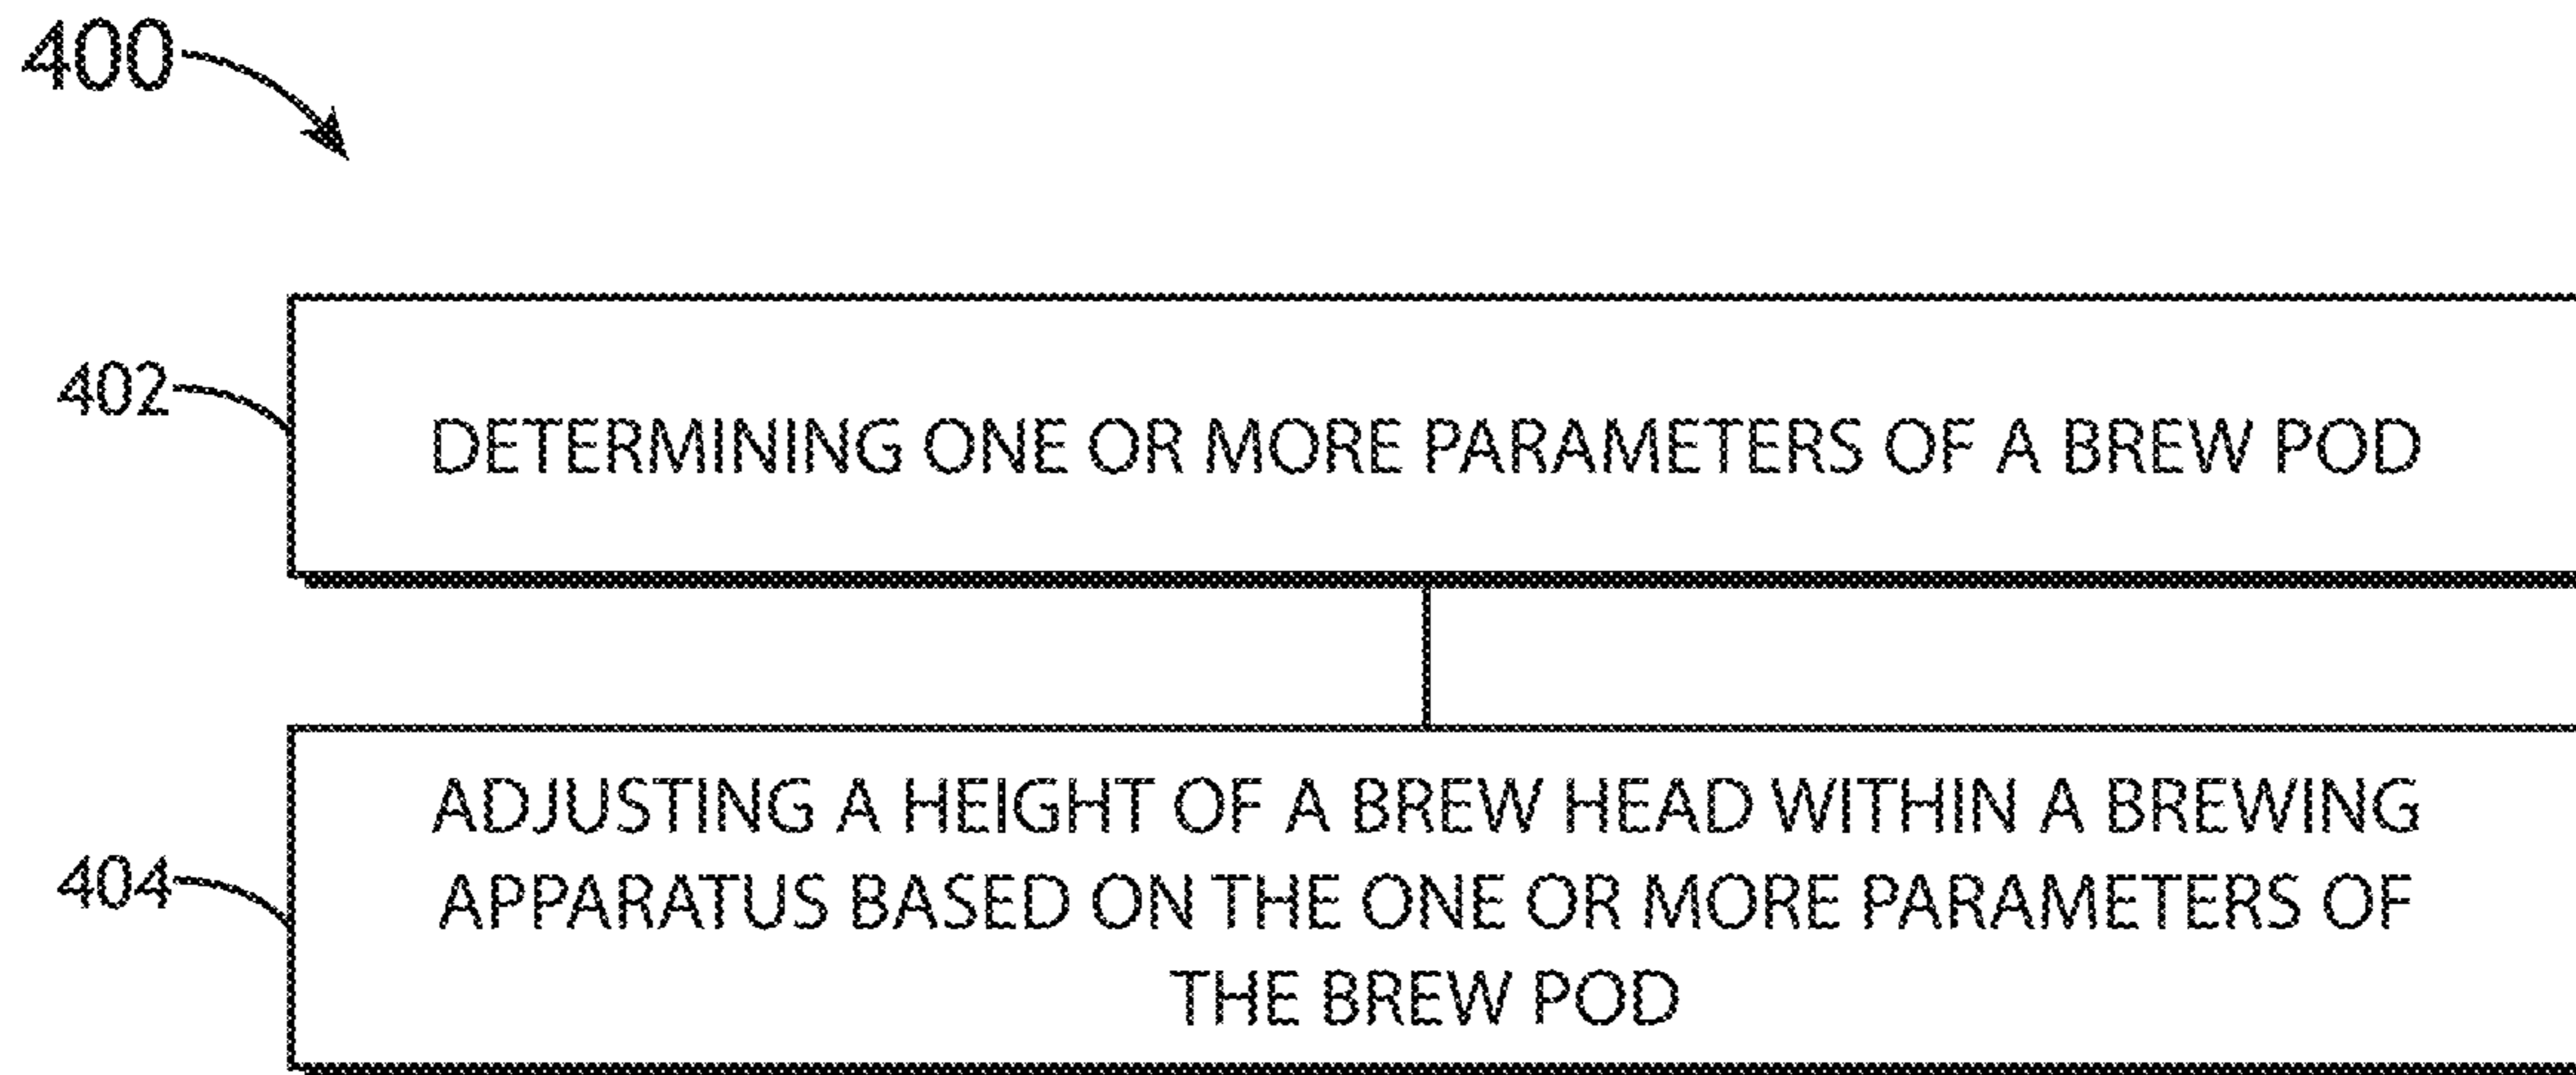 400
402
DETERMINING ONE OR MORE PARAMETERS OF A BREW POD
ADJUSTING A HEIGHT OF A BREW HEAD WITHIN A BREWING
404
APPARATUS BASED ON THE ONE OR MORE PARAMETERS OF
THE BREW POD